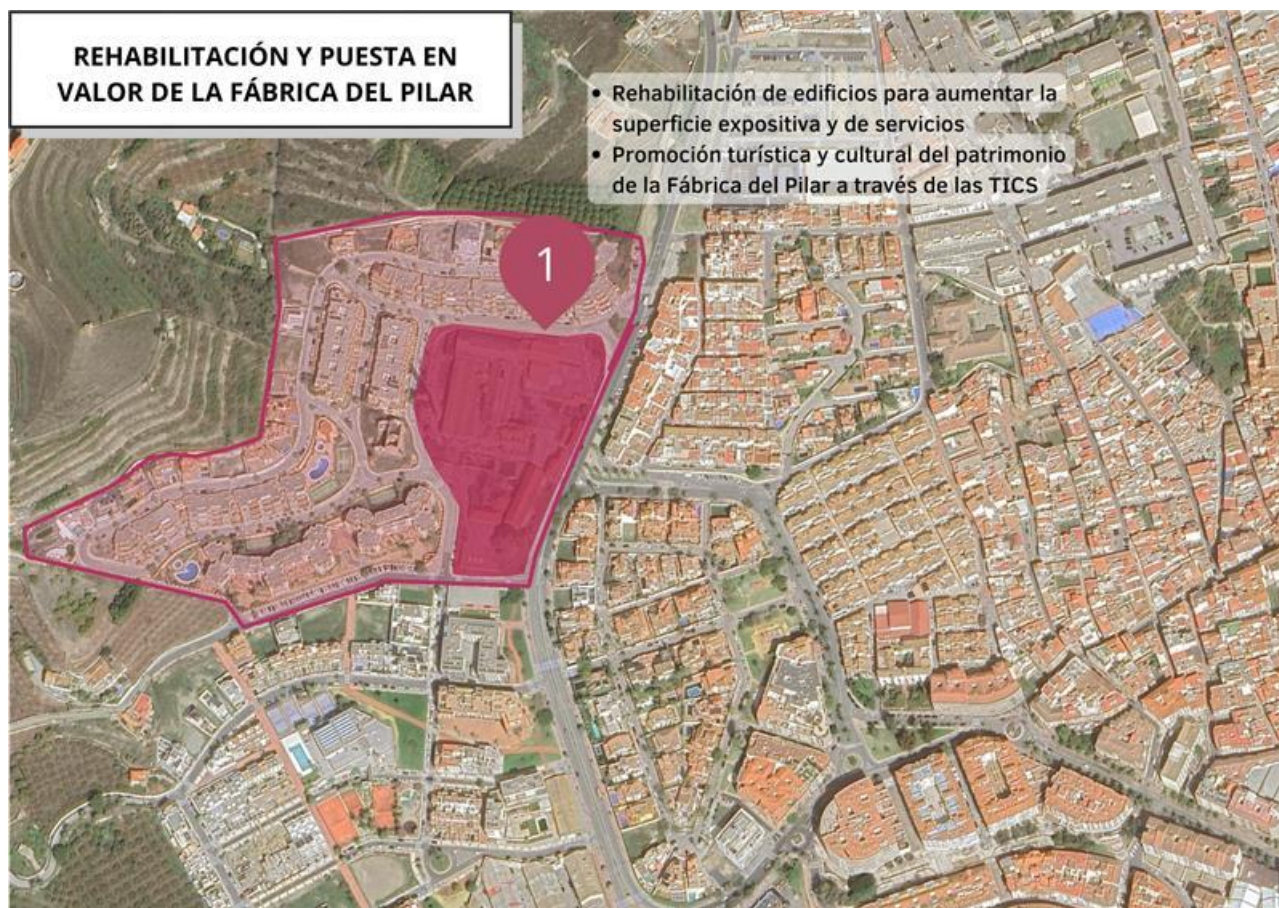 REHABILITACIÓN Y PUESTA EN
VALOR DE LA FÁBRICA DEL PILAR
• Rehabilitación de edificios para aumentar la
superficie expositiva y de servicios
• Promoción turística y cultural del patrimonio
de la Fábrica del Pilar a través de las TICS
1